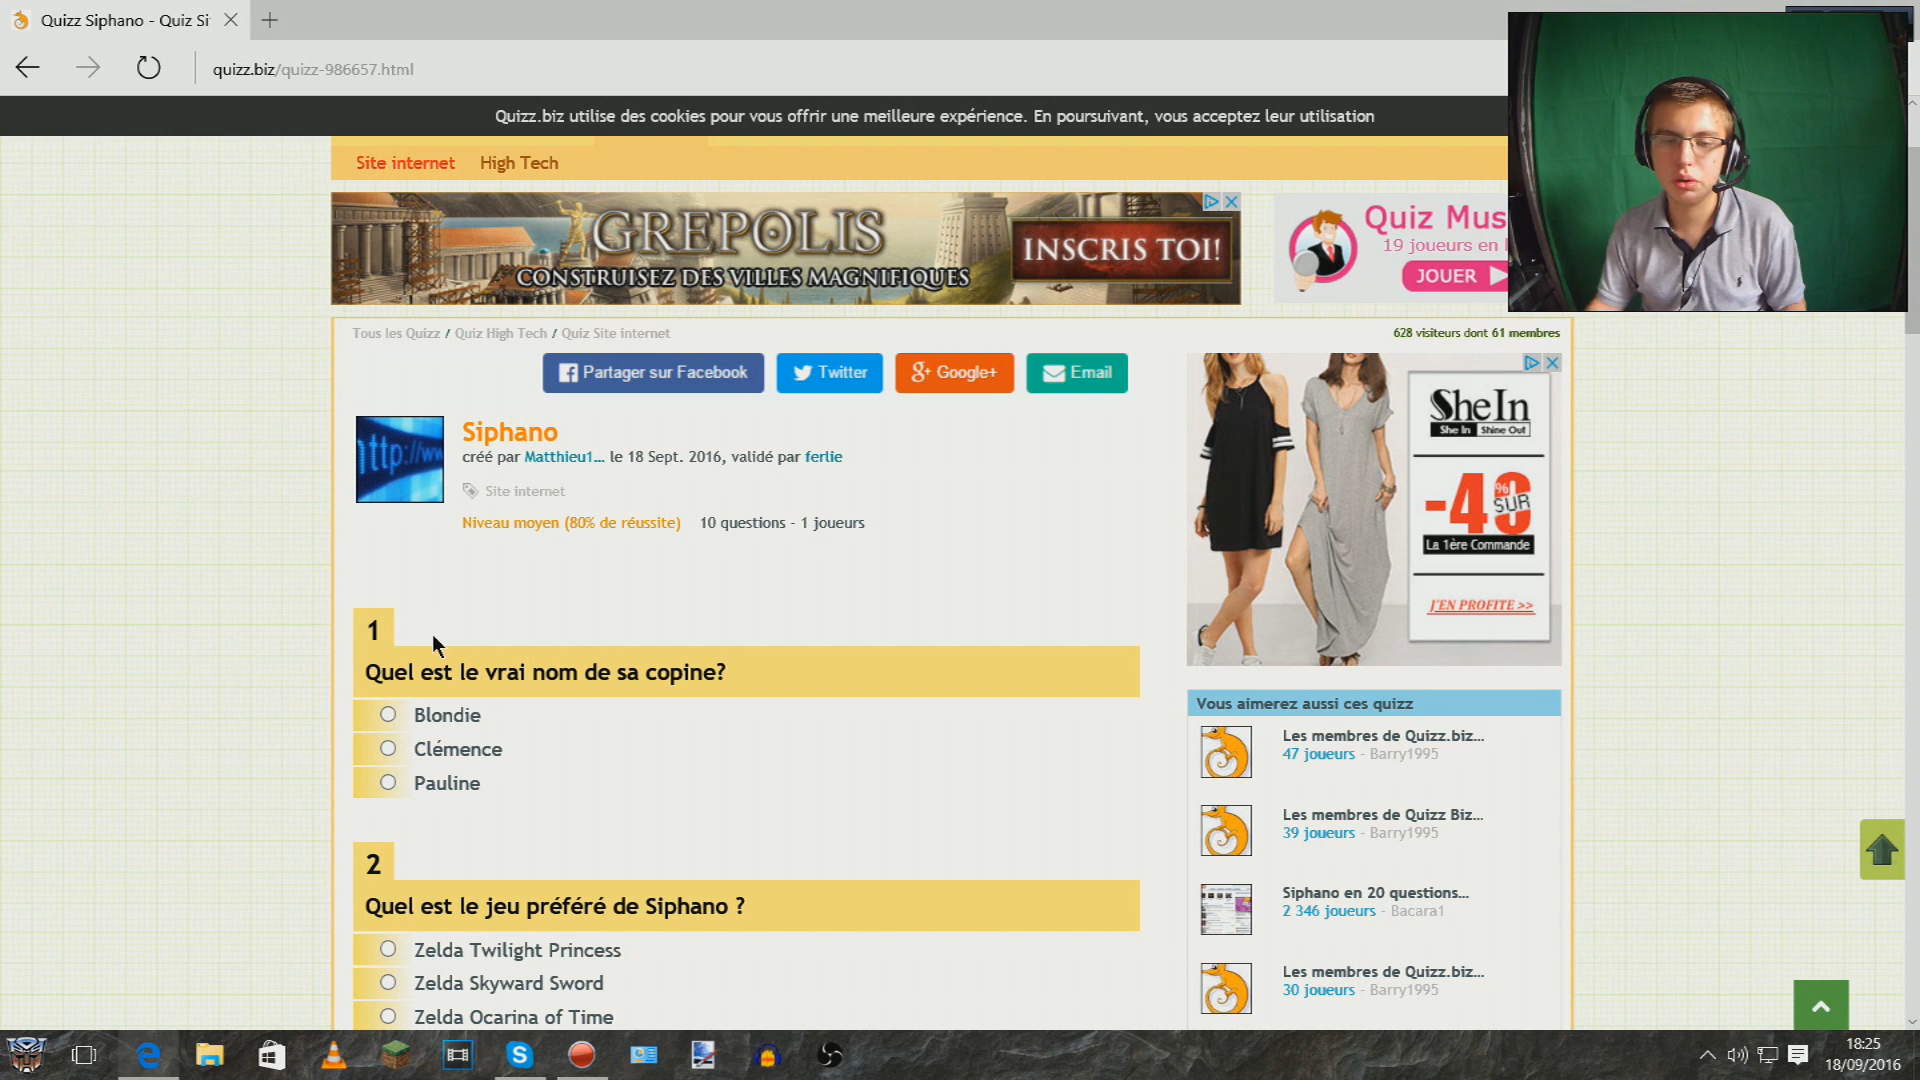 Quizz Siphano - Quiz Si
quizz.biz/quizz-986657.html
Quizz.biz utilise des cookies pour vous offrir une meilleure expérience. En poursuivant, vous acceptez leur utilisation
Site internet High Tech
GREPOLIS
CONSTRUISEZ DES VILLES MAGNIFIQUES
INSCRIS TOI!
Quiz Mus
19 joueurs en
JOUER
Tous les Quizz / Quiz High Tech / Quiz Site internet
628 visiteurs dont 61 membres
Partager sur Facebook
Twitter
g+ Google+
Email
http://ww
Siphano
créé par Matthieu1... le 18 Sept. 2016, validé par ferlie
Site internet
Niveau moyen (80% de réussite) 10 questions - 1 joueurs
SheIn
She In Shine Out
-40% SUR
La 1ère Commande
J'EN PROFITE >>
1
Quel est le vrai nom de sa copine?
Blondie
Clémence
Pauline
2
Quel est le jeu préféré de Siphano ?
Zelda Twilight Princess
Zelda Skyward Sword
Zelda Ocarina of Time
Vous aimerez aussi ces quizz
Les membres de Quizz.biz...
47 joueurs - Barry1995
Les membres de Quizz Biz...
39 joueurs - Barry1995
Siphano en 20 questions...
2 346 joueurs - Bacara1
Les membres de Quizz.biz...
30 joueurs - Barry1995
18:25
18/09/2016